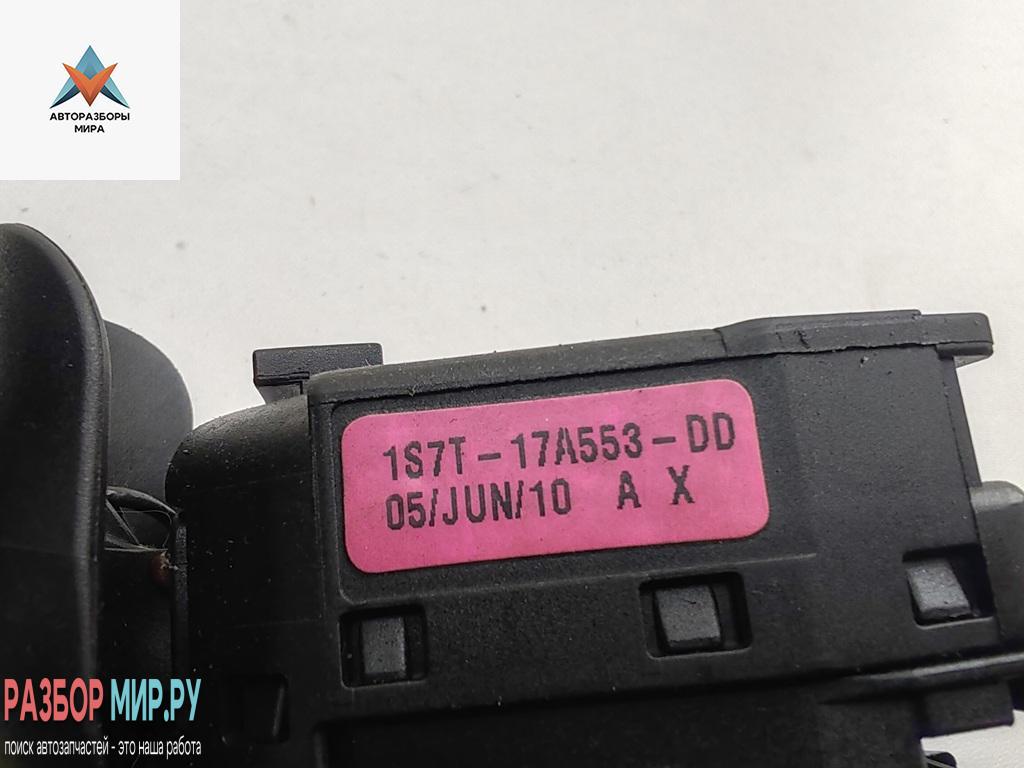 АВТОРАЗБОРЫ
МИРА
1S7T-17A553-DD
05/JUN/10 A X
РАЗБОР МИР.РУ
поиск автозапчастей - это наша работа